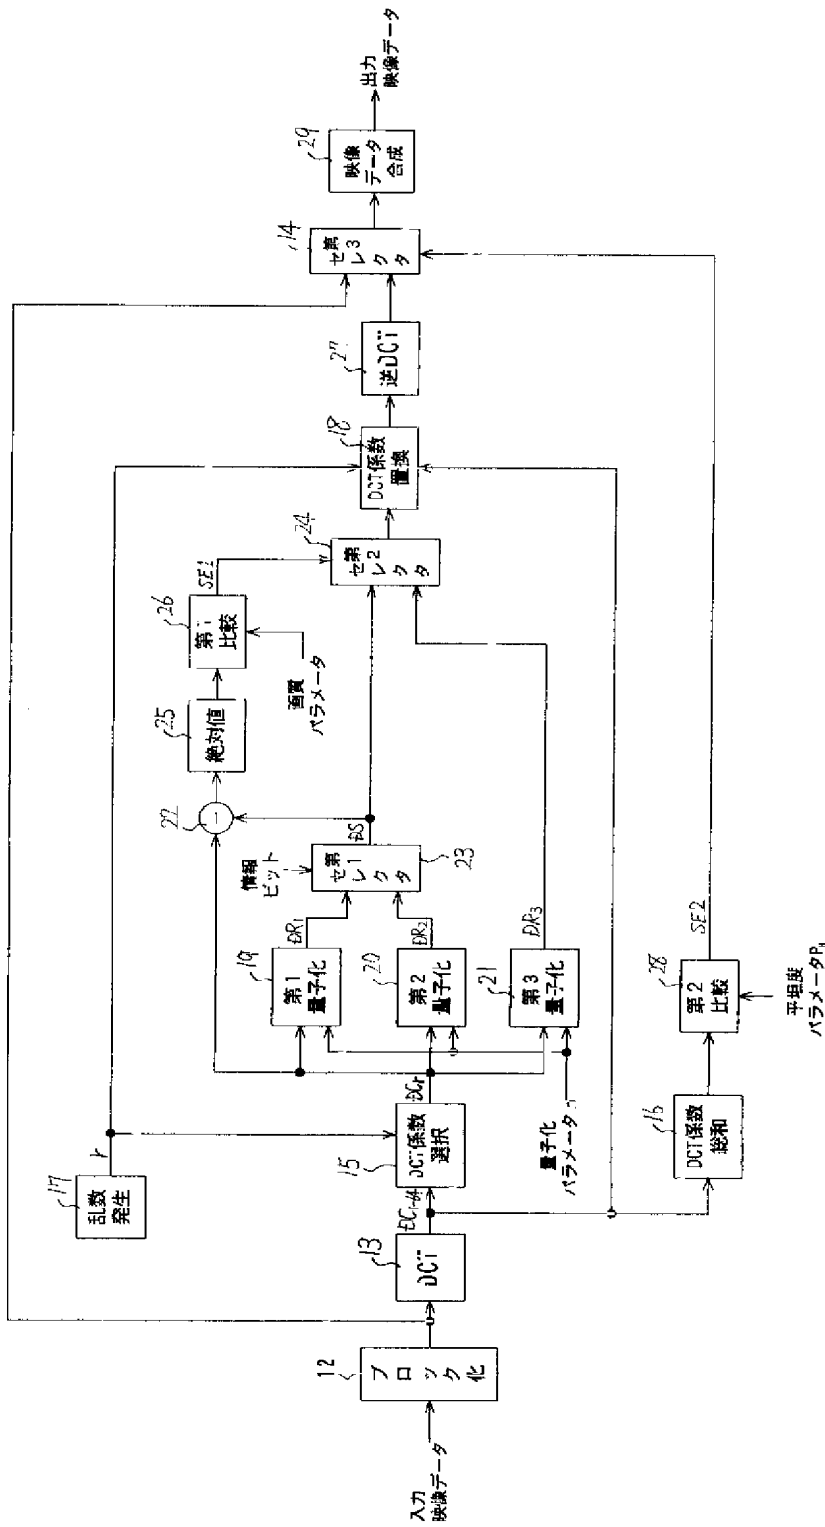 入力
映像データ
12
ブロック化
13
DCT
DC1-64
17
乱数
発生
r
15
DCT係数
選択
DCr
量子化
パラメータ
16
DCT係数
総和
19
第1
量子化
DR1
20
第2
量子化
DR2
21
第3
量子化
DR3
28
第2
比較
SE2
平坦度
パラメータ
情報
ビット
第1
セレクタ
23
DS
22
−
25
絶対値
26
第1
比較
SE1
画質
パラメータ
24
第2
セレクタ
18
DCT係数
置換
27
逆DCT
14
第3
セレクタ
29
映像
データ
合成
出力
映像データ